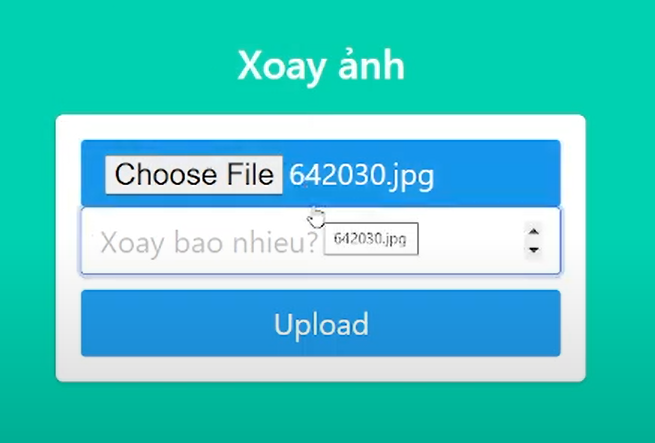 Xoay ảnh
Choose File 642030.jpg
Xoay bao nhieu?
642030.jpg
Upload